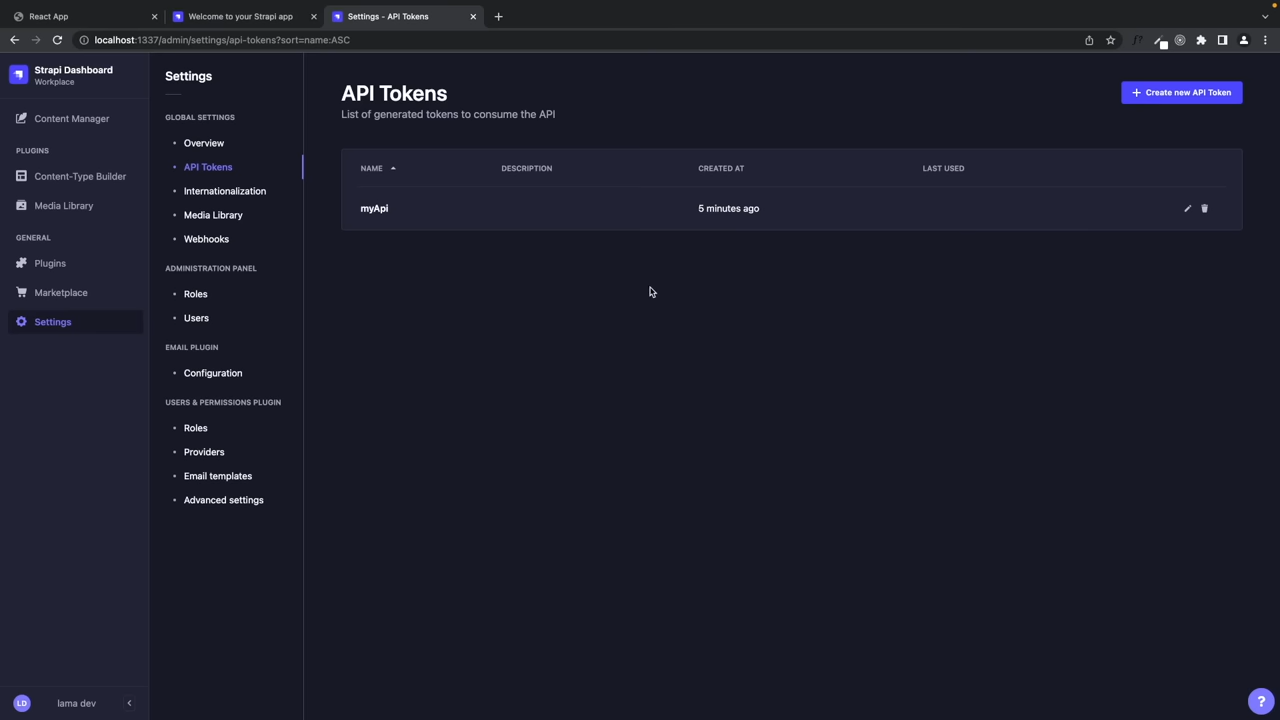 React App
Welcome to your Strapi app
Settings - API Tokens
localhost:1337/admin/settings/api-tokens?sort=name:ASC
f?
Strapi Dashboard
Workplace
Content Manager
PLUGINS
Content-Type Builder
Media Library
GENERAL
Plugins
Marketplace
Settings
LD
lama dev
Settings
GLOBAL SETTINGS
Overview
API Tokens
Internationalization
Media Library
Webhooks
ADMINISTRATION PANEL
Roles
Users
EMAIL PLUGIN
Configuration
USERS & PERMISSIONS PLUGIN
Roles
Providers
Email templates
Advanced settings
API Tokens
List of generated tokens to consume the API
Create new API Token
NAME DESCRIPTION CREATED AT LAST USED
myApi 5 minutes ago
?